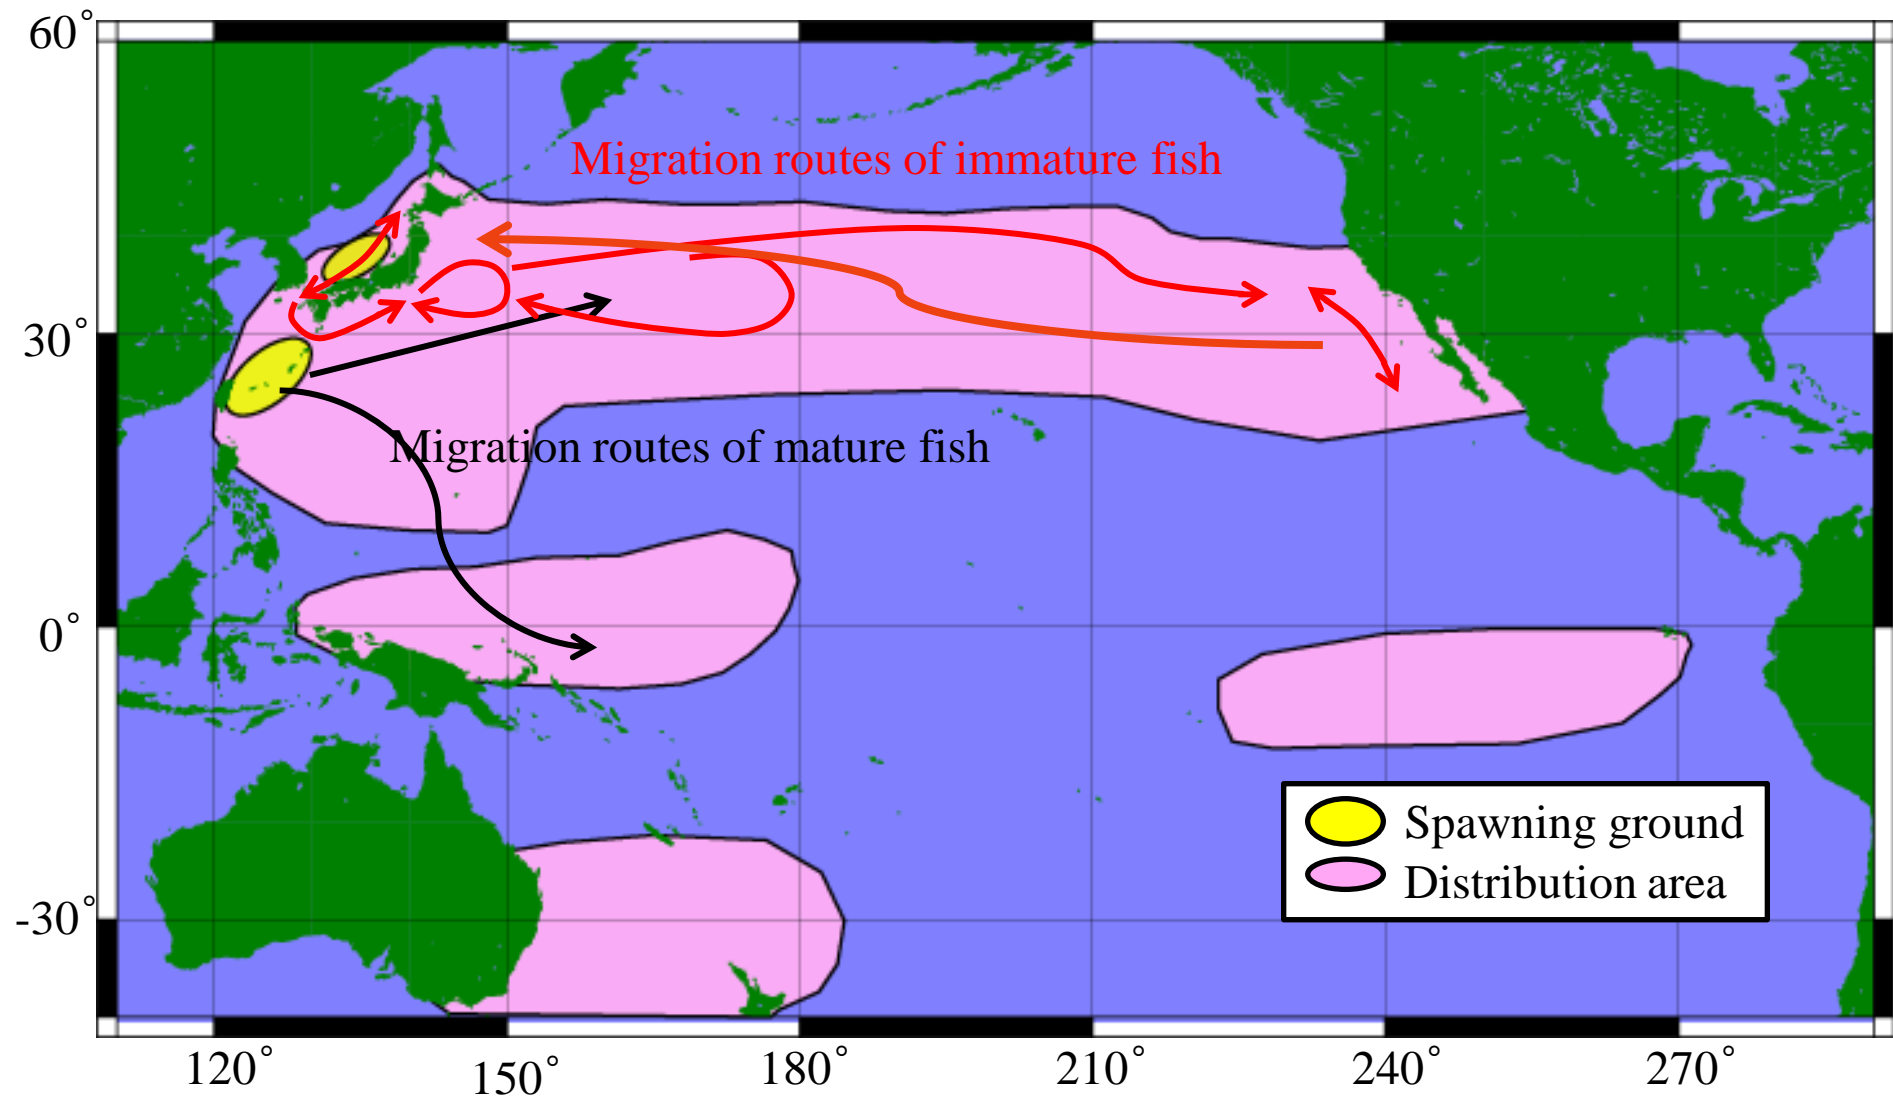 60°
Migration routes of immature fish
30°
Migration routes of mature fish
0°
Spawning ground
Distribution area
-30°
120°
150°
180°
210°
240°
270°